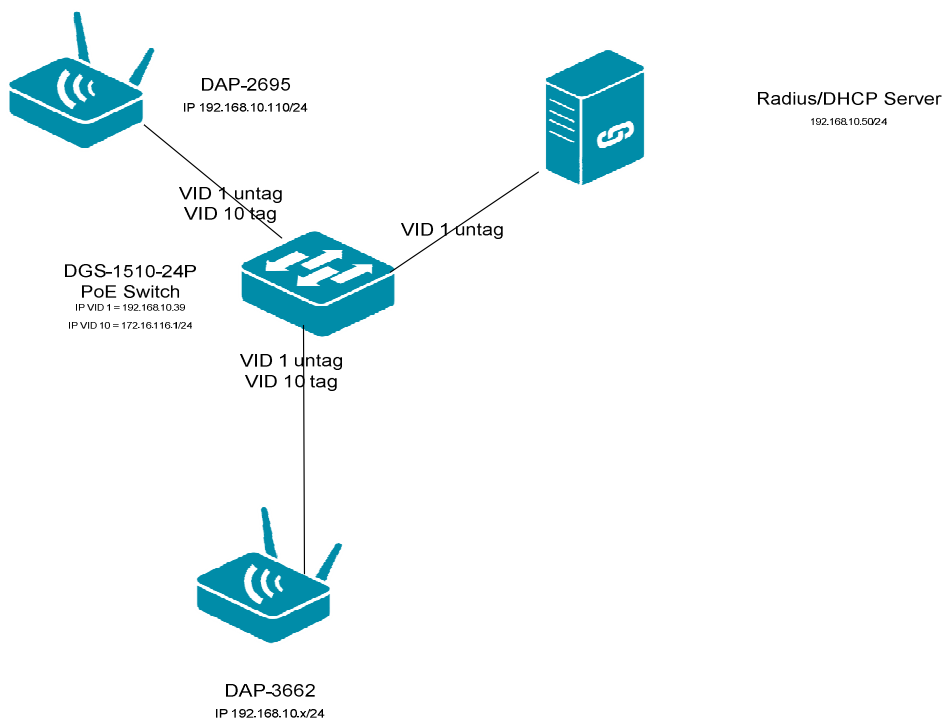 DAP-2695
IP 192.168.10.110/24
Radius/DHCP Server
192.168.10.50/24
VID 1 untag
VID 10 tag
VID 1 untag
DGS-1510-24P
PoE Switch
IP VID 1 = 192.168.10.39
IP VID 10 = 172.16.116.1/24
VID 1 untag
VID 10 tag
DAP-3662
IP 192.168.10.x/24